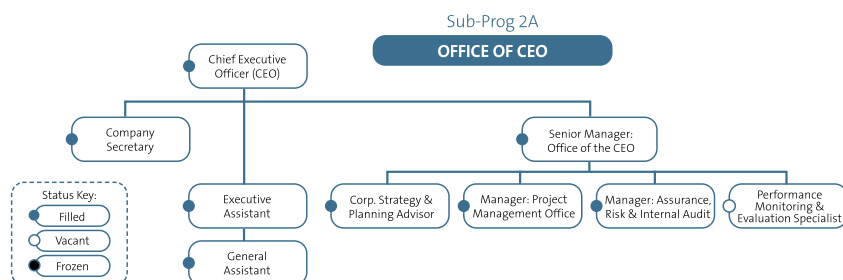 Sub-Prog 2A
OFFICE OF CEO
Chief Executive
Officer (CEO)
Company
Secretary
Senior Manager:
Office of the CEO
Status Key:
Filled
Vacant
Frozen
Executive
Assistant
General
Assistant
Corp. Strategy &
Planning Advisor
Manager: Project
Management Office
Manager: Assurance,
Risk & Internal Audit
Performance
Monitoring &
Evaluation Specialist